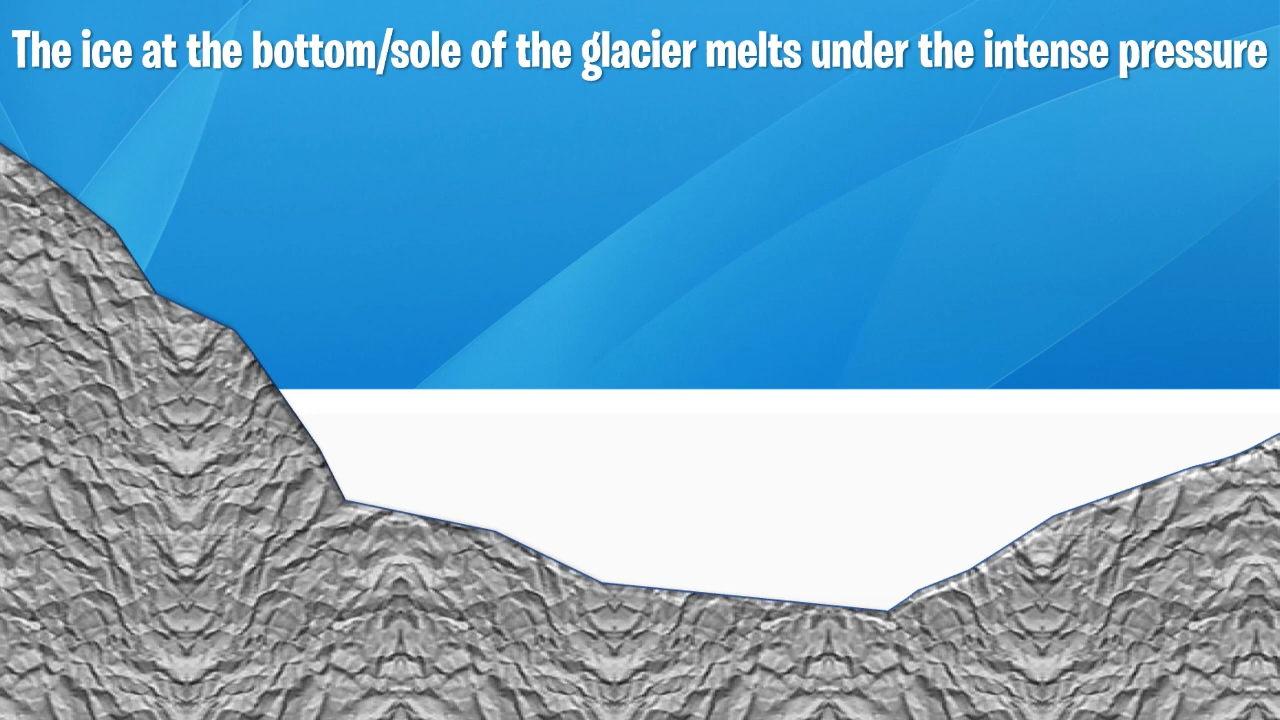 The ice at the bottom/sole of the glacier melts under the intense pressure